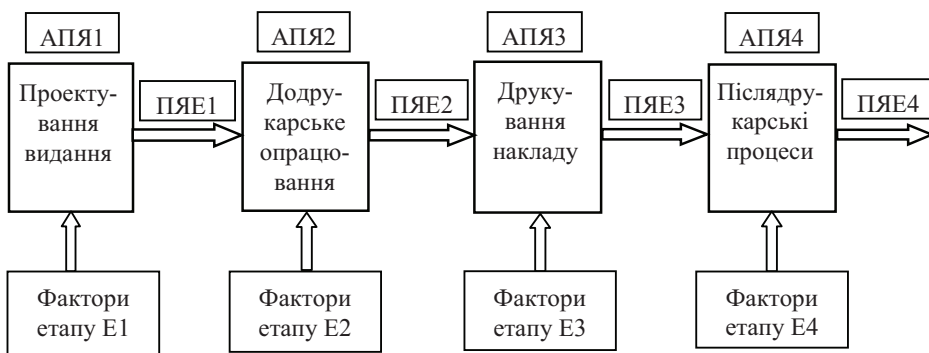 АПЯ1
АПЯ2
АПЯ3
АПЯ4
Проекту-
вання
видання
ПЯЕ1
Додру-
карське
опрацю-
вання
ПЯЕ2
Друку-
вання
накладу
ПЯЕ3
Післядру-
карські
процеси
ПЯЕ4
Фактори
етапу Е1
Фактори
етапу Е2
Фактори
етапу Е3
Фактори
етапу Е4